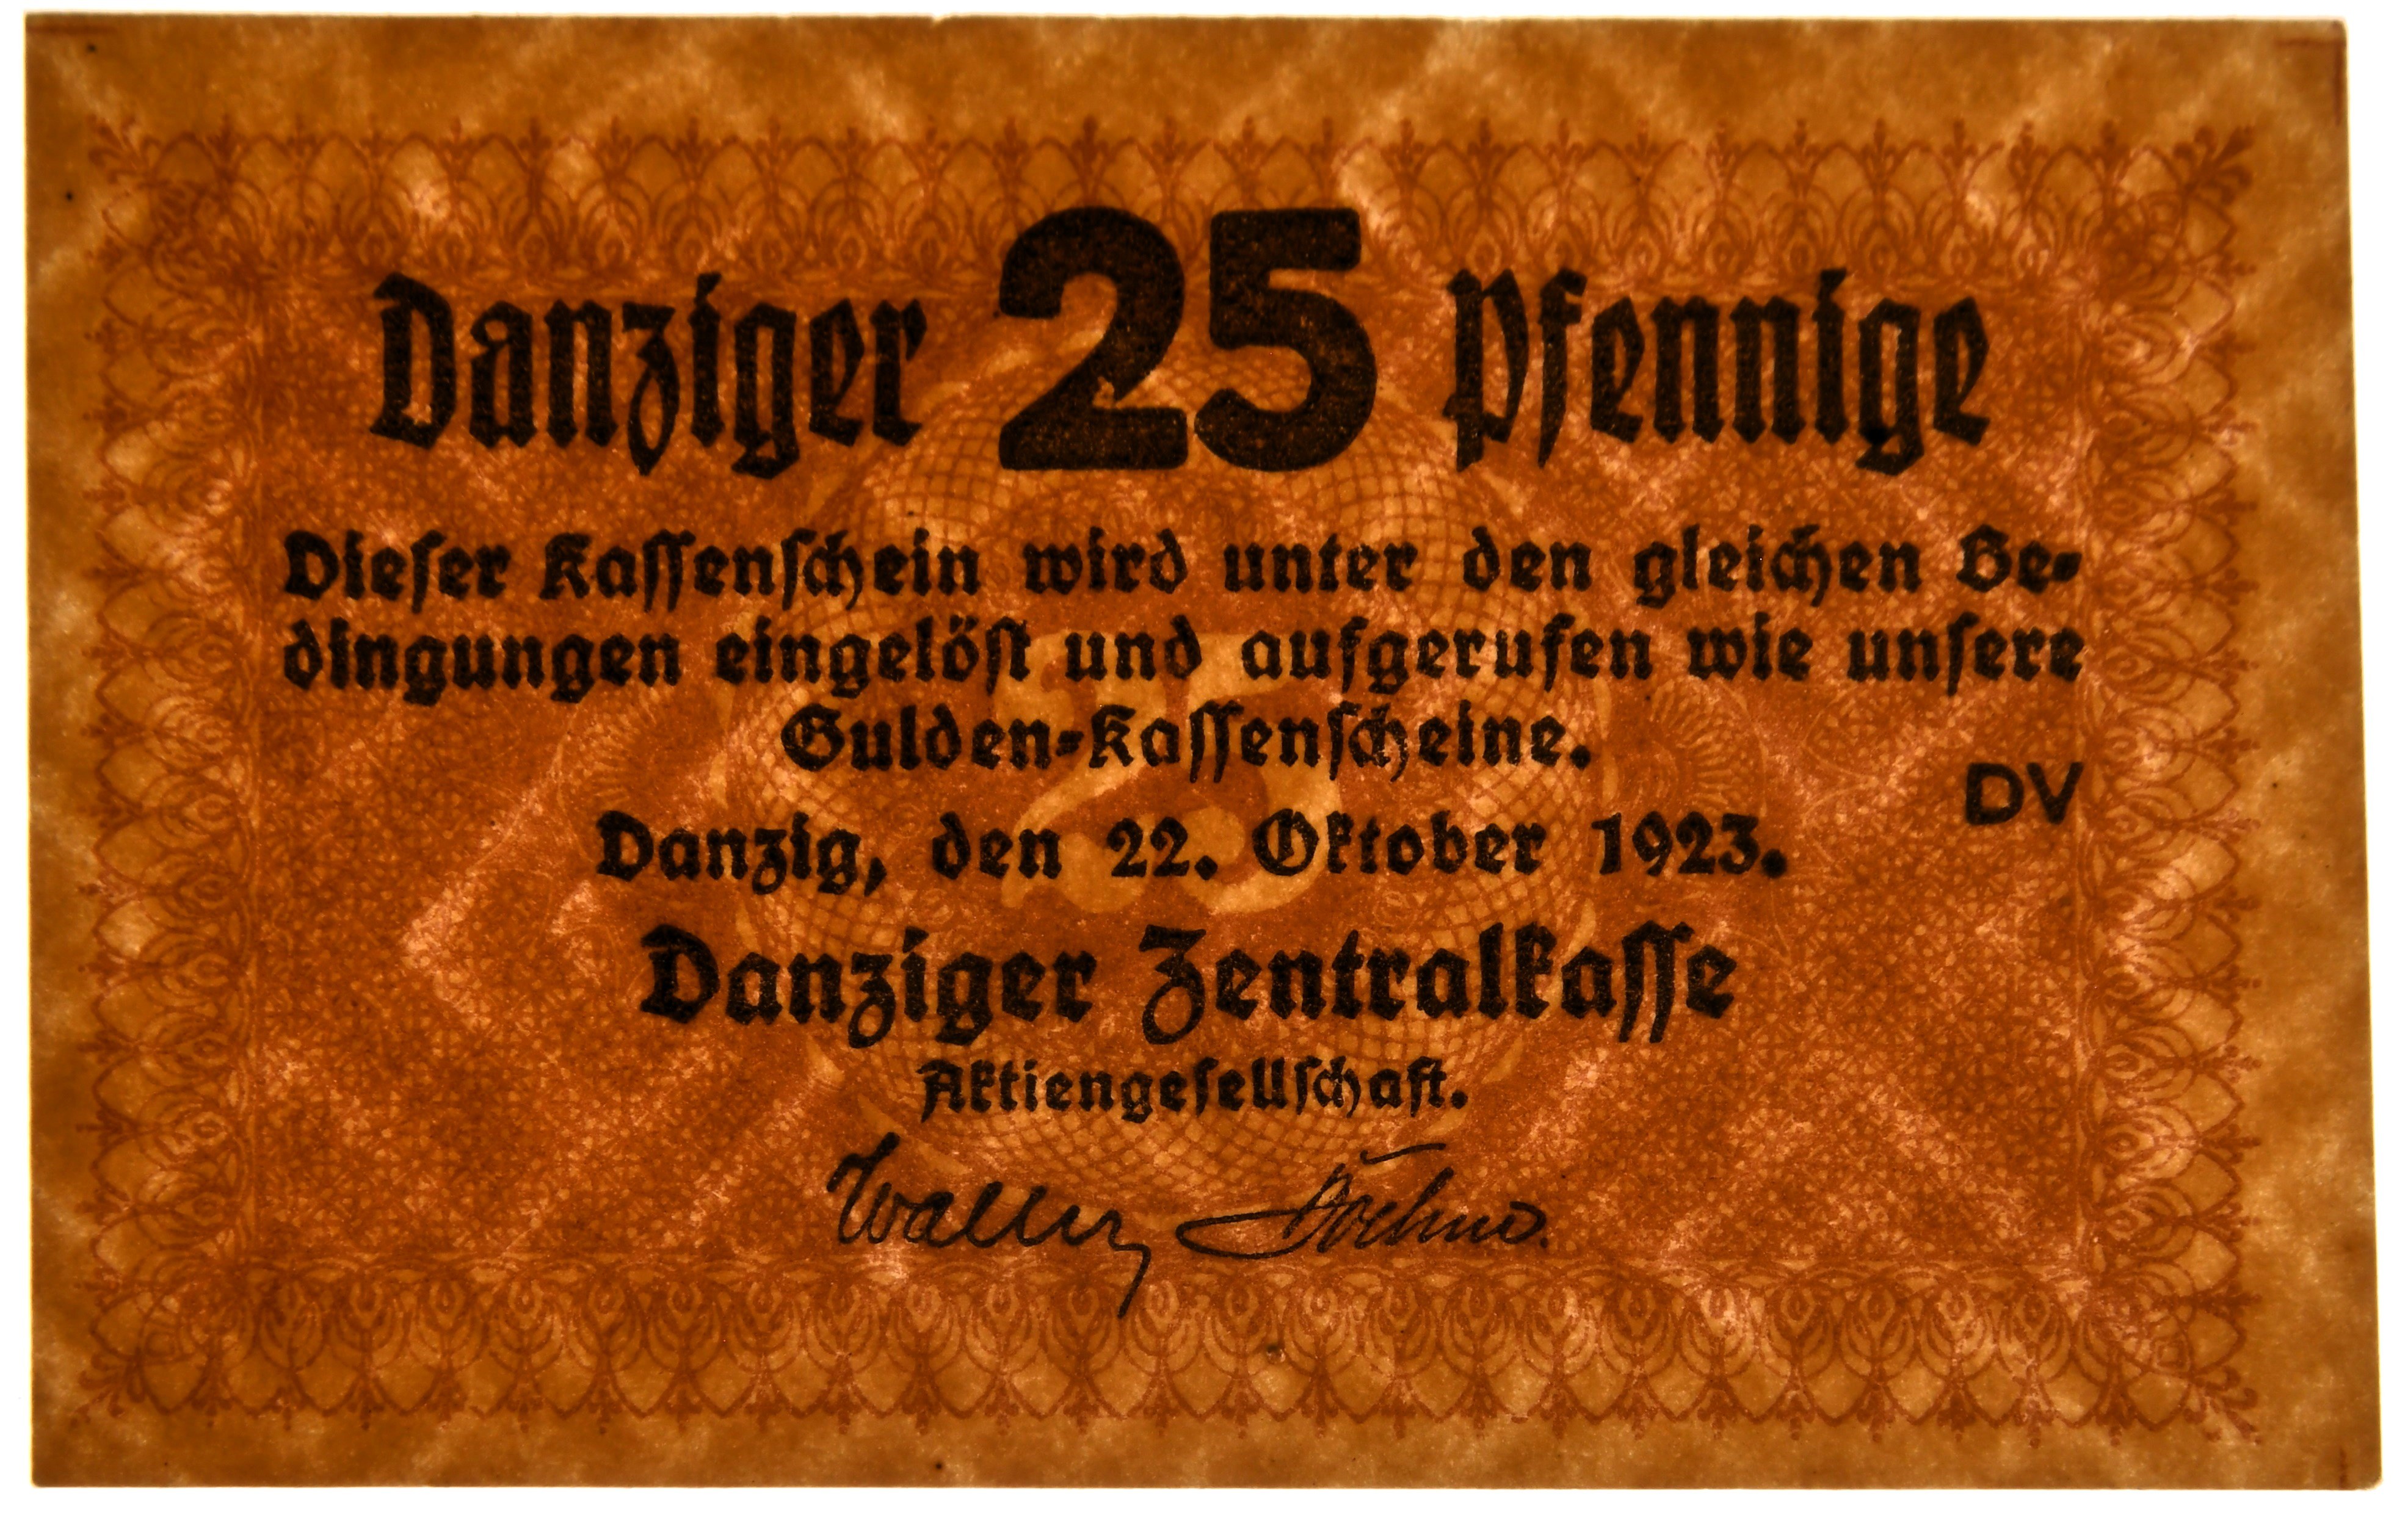 Danziger 25 Pfennige
Dieser Kassenschein wird unter den gleichen Be-
dingungen eingelöst und aufgerufen wie unsere
Gulden-Kassenscheine.
DV
Danzig, den 22. Oktober 1923.
25
Danziger Zentralkasse
Aktiengesellschaft.